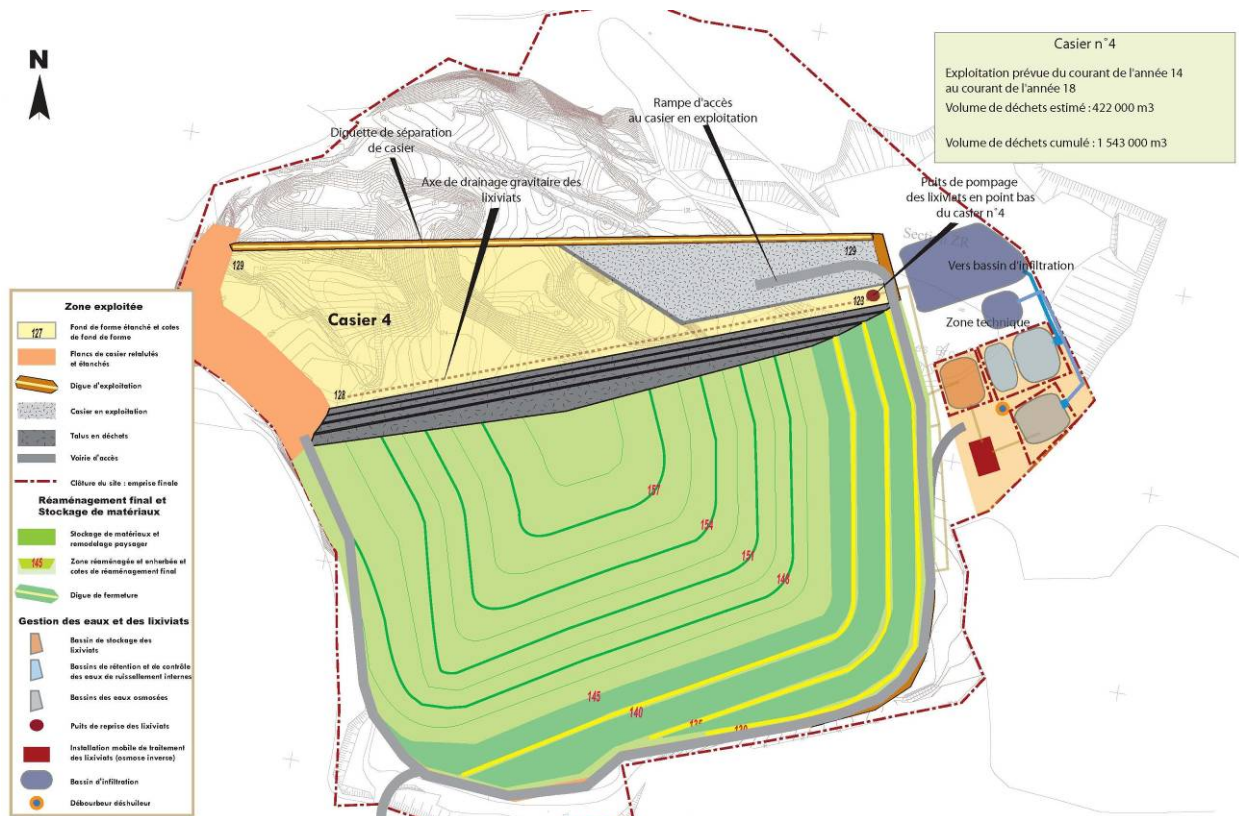 N
Casier n°4
Exploitation prévue du courant de l'année 14
au courant de l'année 18
Volume de déchets estimé : 422 000 m3
Volume de déchets cumulé : 1 543 000 m3
Rampe d'accès
au casier en exploitation
Diguette de séparation
de casier
Axe de drainage gravitaire des
lixiviats
Puits de pompage
des lixiviats en point bas
du casier n°4
Section ZR
Vers bassin d'infiltration
Zone technique
129
129
123
Casier 4
128
157
154
151
148
145
140
135
130
Zone exploitée
127
Fond de forme étanché et cotes
de fond de forme
Flancs de casier retalutés
et étanchés
Digue d'exploitation
Casier en exploitation
Talus en déchets
Voirie d'accès
Clôture du site : emprise finale
Réaménagement final et
Stockage de matériaux
Stockage de matériaux et
remodelage paysager
145
Zone réaménagée et enherbée et
cotes de réaménagement final
Digue de fermeture
Gestion des eaux et des lixiviats
Bassin de stockage des
lixiviats
Bassins de rétention et de contrôle
des eaux de ruissellement internes
Bassins des eaux osmosées
Puits de reprise des lixiviats
Installation mobile de traitement
des lixiviats (osmose inverse)
Bassin d'infiltration
Débourbeur déshuileur